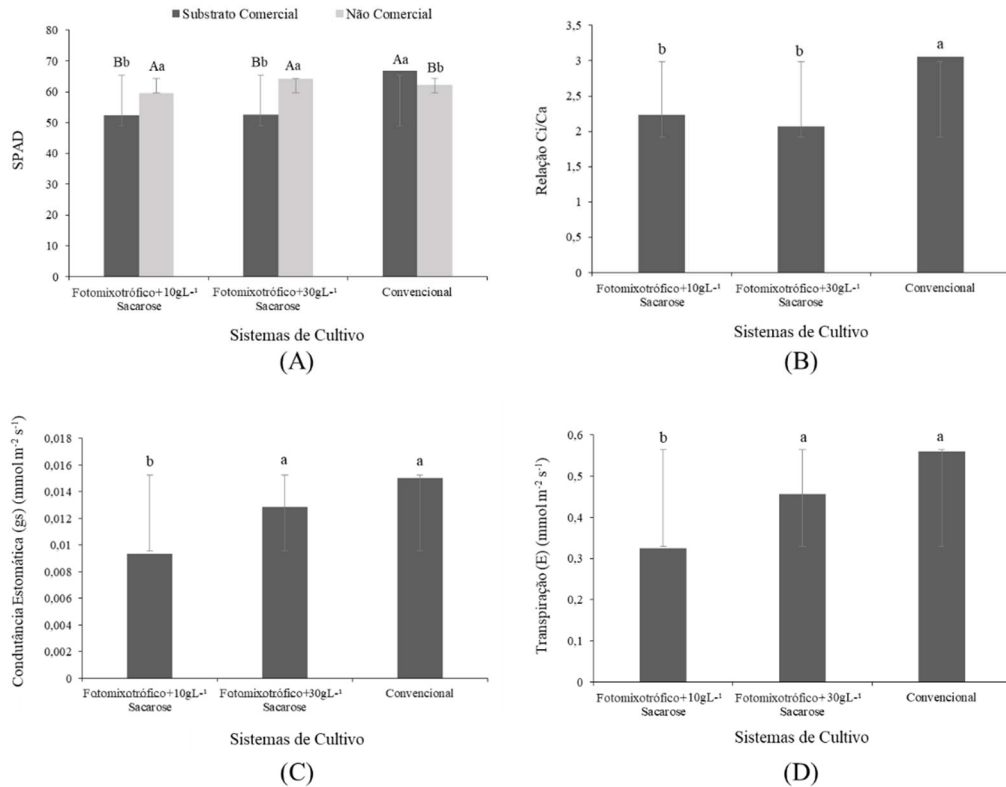 Substrato Comercial Não Comercial
SPAD
80
70
60
50
40
30
20
10
0
Bb Aa Bb Aa Aa Bb
Fotomixotrófico+10gL-¹ Sacarose
Fotomixotrófico+30gL-¹ Sacarose
Convencional
Sistemas de Cultivo
(A)
Relação Ci/Ca
3,5
3
2,5
2
1,5
1
0,5
0
b b a
Fotomixotrófico+10gL-¹ Sacarose
Fotomixotrófico+30gL-¹ Sacarose
Convencional
Sistemas de Cultivo
(B)
Condutância Estomática (gs) (mmol m⁻² s⁻¹)
0,018
0,016
0,014
0,012
0,01
0,008
0,006
0,004
0,002
0
b a a
Fotomixotrófico+10gL-¹ Sacarose
Fotomixotrófico+30gL-¹ Sacarose
Convencional
Sistemas de Cultivo
(C)
Transpiração (E) (mmol m⁻² s⁻¹)
0,6
0,5
0,4
0,3
0,2
0,1
0
b a a
Fotomixotrófico+10gL-¹ Sacarose
Fotomixotrófico+30gL-¹ Sacarose
Convencional
Sistemas de Cultivo
(D)